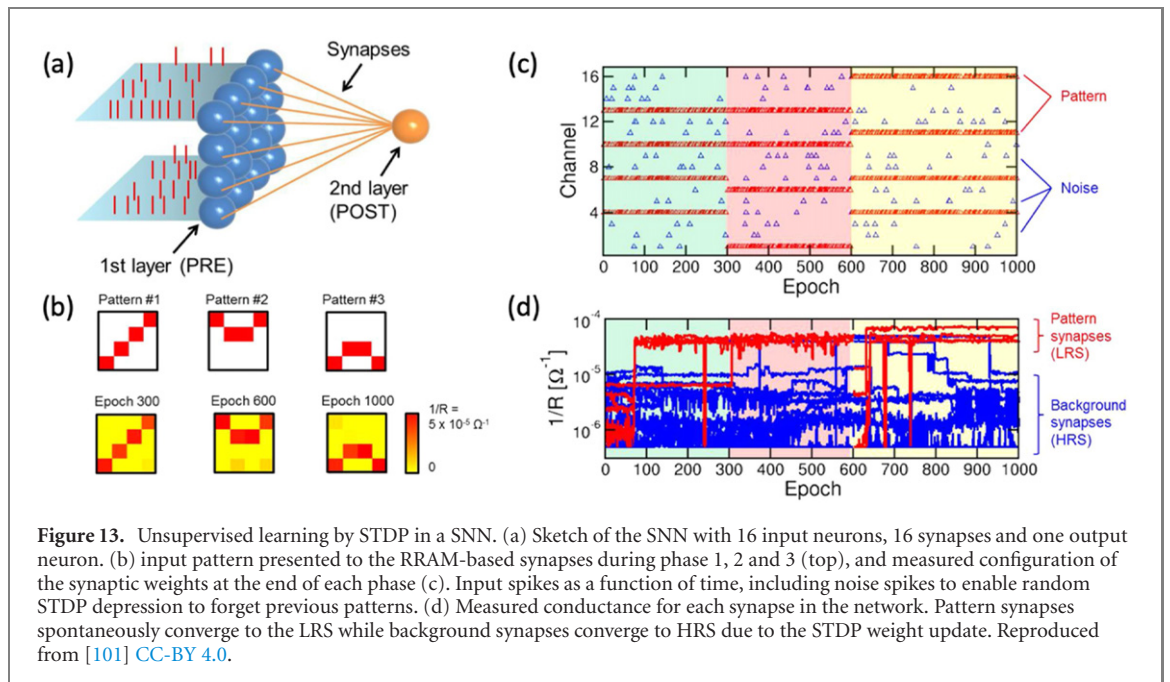 (a)
Synapses
2nd layer
(POST)
1st layer (PRE)
(b)
Pattern #1 Pattern #2 Pattern #3
Epoch 300 Epoch 600 Epoch 1000
1/R =
5 x 10⁻⁵ Ω⁻¹
0
(c)
16
12
8
4
Channel
0 100 200 300 400 500 600 700 800 900 1000
Epoch
Pattern
Noise
(d)
10⁻⁴
10⁻⁵
10⁻⁶
1/R [Ω⁻¹]
0 100 200 300 400 500 600 700 800 900 1000
Epoch
Pattern
synapses
(LRS)
Background
synapses
(HRS)
Figure 13. Unsupervised learning by STDP in a SNN. (a) Sketch of the SNN with 16 input neurons, 16 synapses and one output
neuron. (b) input pattern presented to the RRAM-based synapses during phase 1, 2 and 3 (top), and measured configuration of
the synaptic weights at the end of each phase (c). Input spikes as a function of time, including noise spikes to enable random
STDP depression to forget previous patterns. (d) Measured conductance for each synapse in the network. Pattern synapses
spontaneously converge to the LRS while background synapses converge to HRS due to the STDP weight update. Reproduced
from [101] CC-BY 4.0.